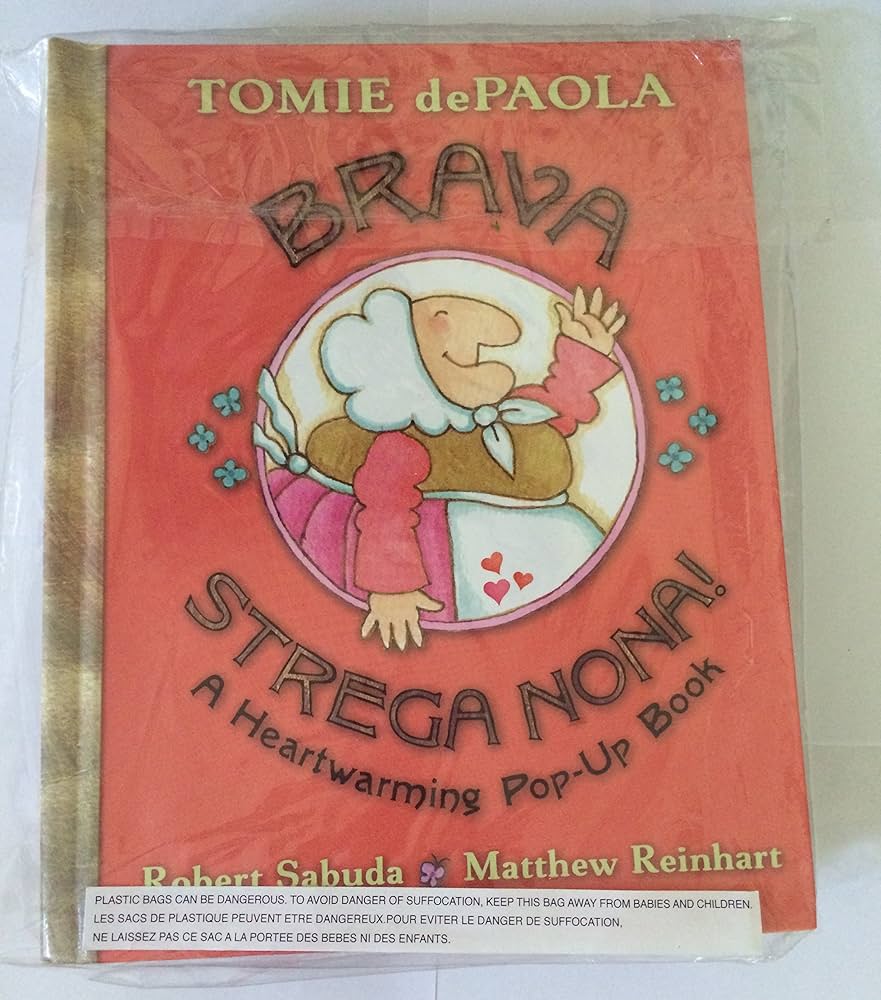 TOMIE dePAOLA
BRAVA
STREGA NONA!
A Heartwarming Pop-Up Book
Robert Sabuda Matthew Reinhart
PLASTIC BAGS CAN BE DANGEROUS. TO AVOID DANGER OF SUFFOCATION, KEEP THIS BAG AWAY FROM BABIES AND CHILDREN.
LES SACS DE PLASTIQUE PEUVENT ETRE DANGEREUX.POUR EVITER LE DANGER DE SUFFOCATION,
NE LAISSEZ PAS CE SAC A LA PORTEE DES BEBES NI DES ENFANTS.